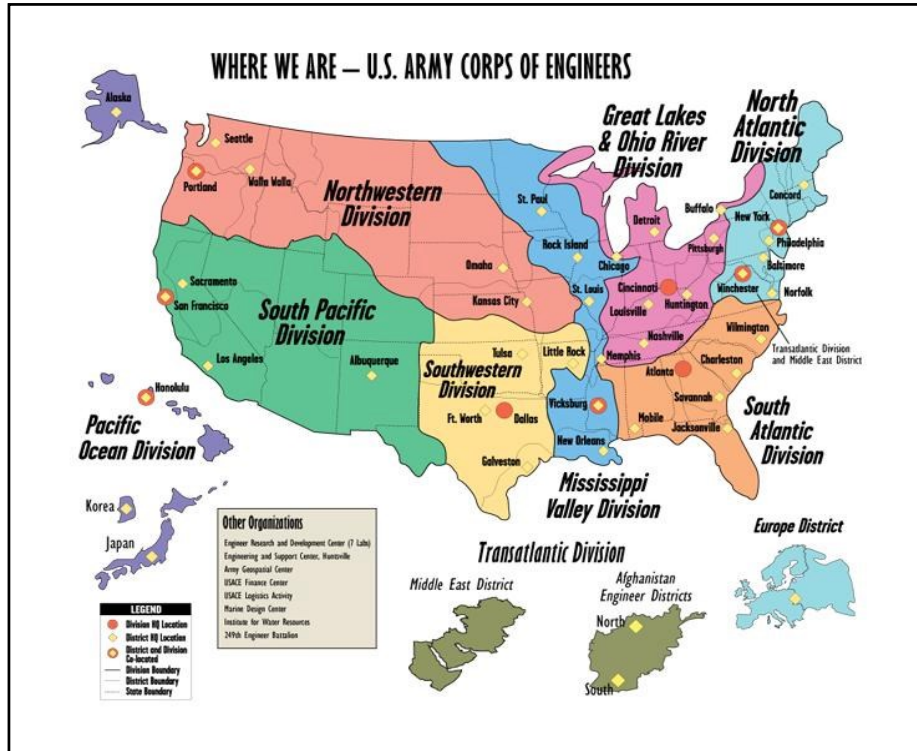 WHERE WE ARE – U.S. ARMY CORPS OF ENGINEERS
Alaska
Seattle
Portland
Walla Walla
Northwestern
Division
Great Lakes
& Ohio River
Division
North
Atlantic
Division
St. Paul
Detroit
Buffalo
Concord
New York
Pittsburgh
Philadelphia
Rock Island
Chicago
Baltimore
Omaha
Cincinnati
Winchester
Sacramento
San Francisco
South Pacific
Division
Kansas City
St. Louis
Louisville
Huntington
Norfolk
Nashville
Wilmington
Transatlantic Division
and Middle East District
Los Angeles
Albuquerque
Tulsa
Little Rock
Memphis
Charleston
Southwestern
Division
Atlanta
Honolulu
Vicksburg
Savannah
Ft. Worth
Dallas
Mobile
Jacksonville
South
Atlantic
Division
Pacific
Ocean Division
New Orleans
Galveston
Mississippi
Valley Division
Korea
Japan
Other Organizations
Engineer Research and Development Center (7 Labs)
Engineering and Support Center, Huntsville
Army Geospatial Center
USACE Finance Center
USACE Logistics Activity
Marine Design Center
Institute for Water Resources
249th Engineer Battalion
Europe District
Transatlantic Division
Middle East District
Afghanistan
Engineer Districts
North
South
LEGEND
Division HQ Location
District HQ Location
District and Division
Co-located
Division Boundary
District Boundary
State Boundary